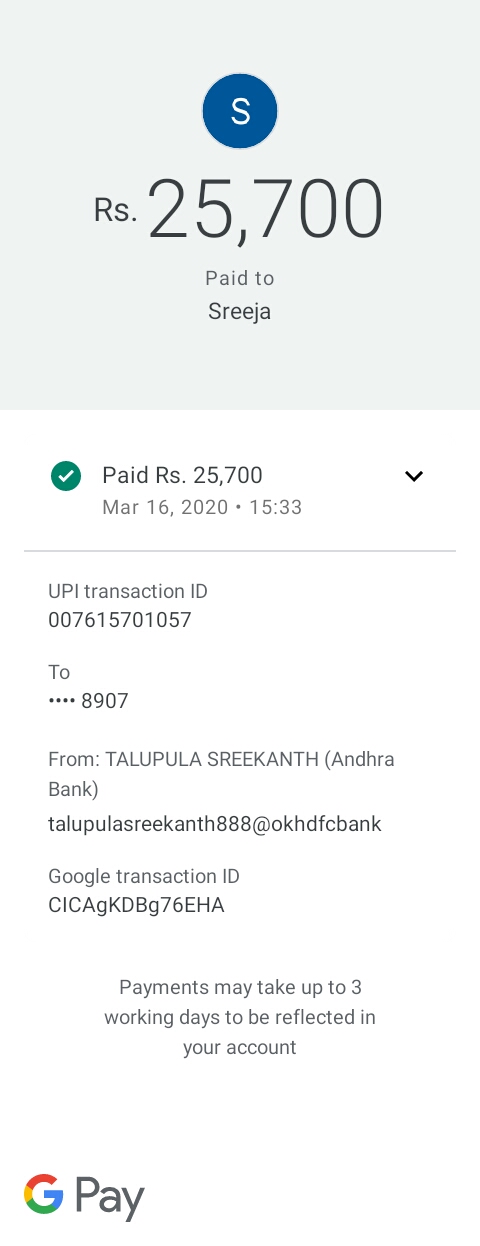 S
Rs. 25,700
Paid to
Sreeja
Paid Rs. 25,700
Mar 16, 2020 • 15:33
UPI transaction ID
007615701057
To
•••• 8907
From: TALUPULA SREEKANTH (Andhra
Bank)
talupulasreekanth888@okhdfcbank
Google transaction ID
CICAgKDBg76EHA
Payments may take up to 3
working days to be reflected in
your account
G Pay